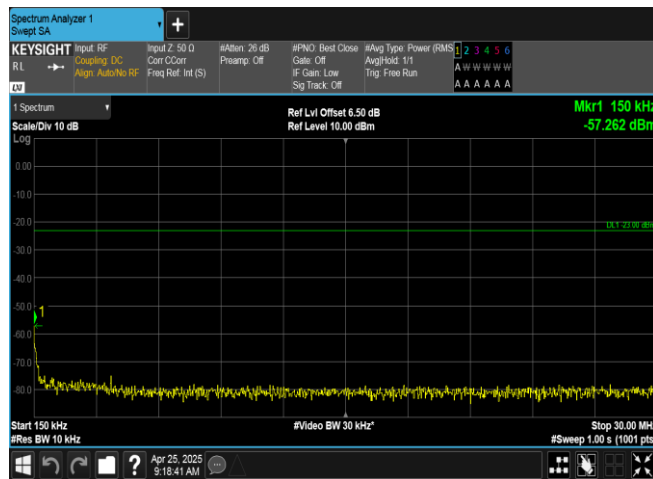 Spectrum Analyzer 1
Swept SA
+
KEYSIGHT Input: RF Input Z: 50 Ω #Atten: 26 dB #PNO: Best Close #Avg Type: Power (RMS 1 2 3 4 5 6
RL Coupling: DC Corr CCorr Preamp: Off Gate: Off Avg|Hold: 1/1 A W W W W W
Align: Auto/No RF Freq Ref: Int (S) IF Gain: Low Trig: Free Run
LXI Sig Track: Off A A A A A A
1 Spectrum Ref Lvl Offset 6.50 dB Mkr1 150 kHz
Scale/Div 10 dB Ref Level 10.00 dBm -57.262 dBm
Log
0.00
-10.0
-20.0 DL1 -23.00 dBm
-30.0
-40.0
-50.0 1
-60.0
-70.0
-80.0
Start 150 kHz #Video BW 30 kHz* Stop 30.00 MH
#Res BW 10 kHz #Sweep 1.00 s (1001 pts
? Apr 25, 2025
9:18:41 AM